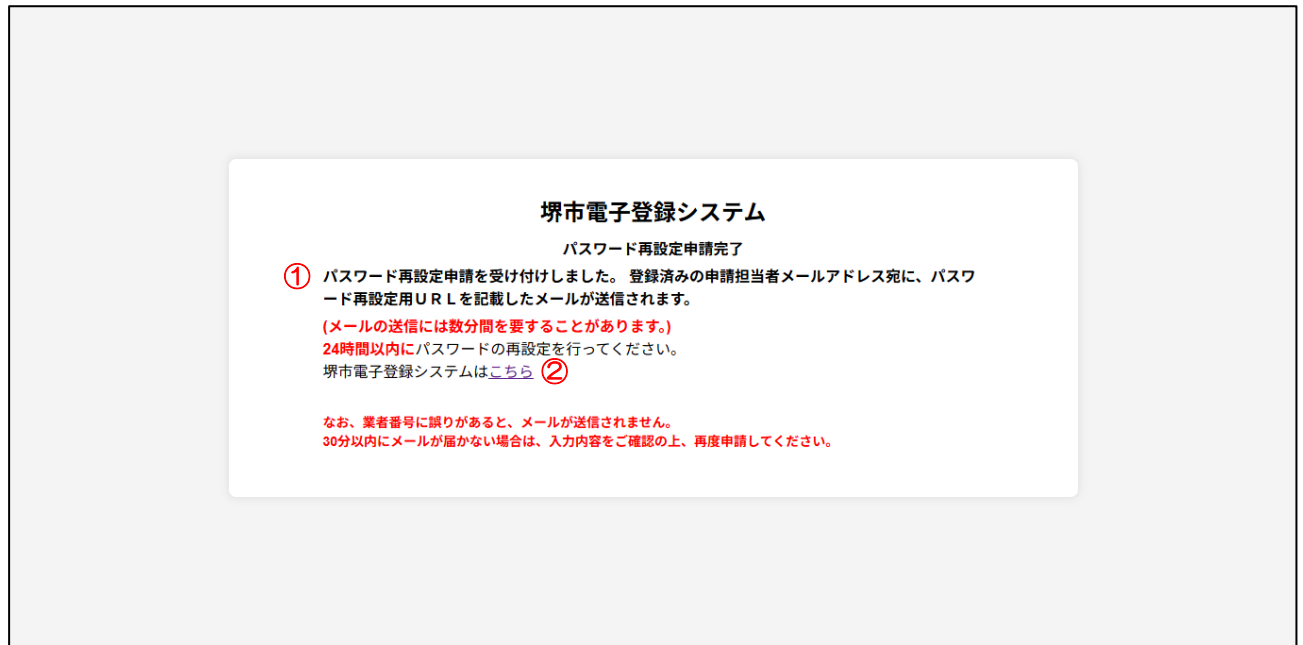 堺市電子登録システム
パスワード再設定申請完了
① パスワード再設定申請を受け付けしました。 登録済みの申請担当者メールアドレス宛に、パスワ
ード再設定用ＵＲＬを記載したメールが送信されます。
(メールの送信には数分間を要することがあります。)
24時間以内にパスワードの再設定を行ってください。
堺市電子登録システムはこちら ②
なお、業者番号に誤りがあると、メールが送信されません。
30分以内にメールが届かない場合は、入力内容をご確認の上、再度申請してください。